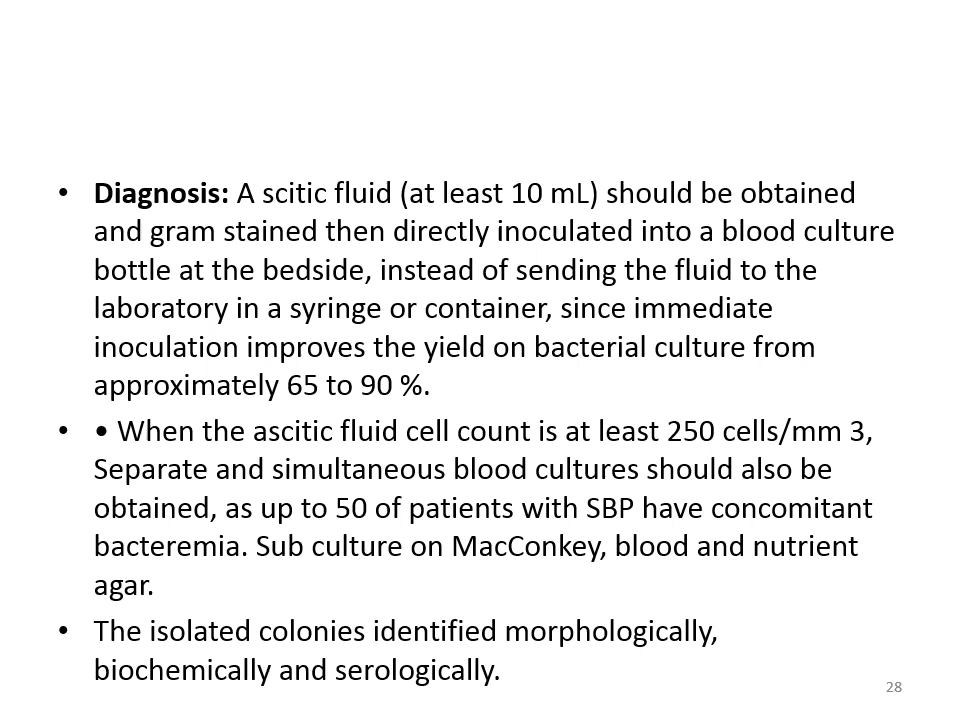 • Diagnosis: A scitic fluid (at least 10 mL) should be obtained
and gram stained then directly inoculated into a blood culture
bottle at the bedside, instead of sending the fluid to the
laboratory in a syringe or container, since immediate
inoculation improves the yield on bacterial culture from
approximately 65 to 90 %.
• • When the ascitic fluid cell count is at least 250 cells/mm 3,
Separate and simultaneous blood cultures should also be
obtained, as up to 50 of patients with SBP have concomitant
bacteremia. Sub culture on MacConkey, blood and nutrient
agar.
• The isolated colonies identified morphologically,
biochemically and serologically.
28